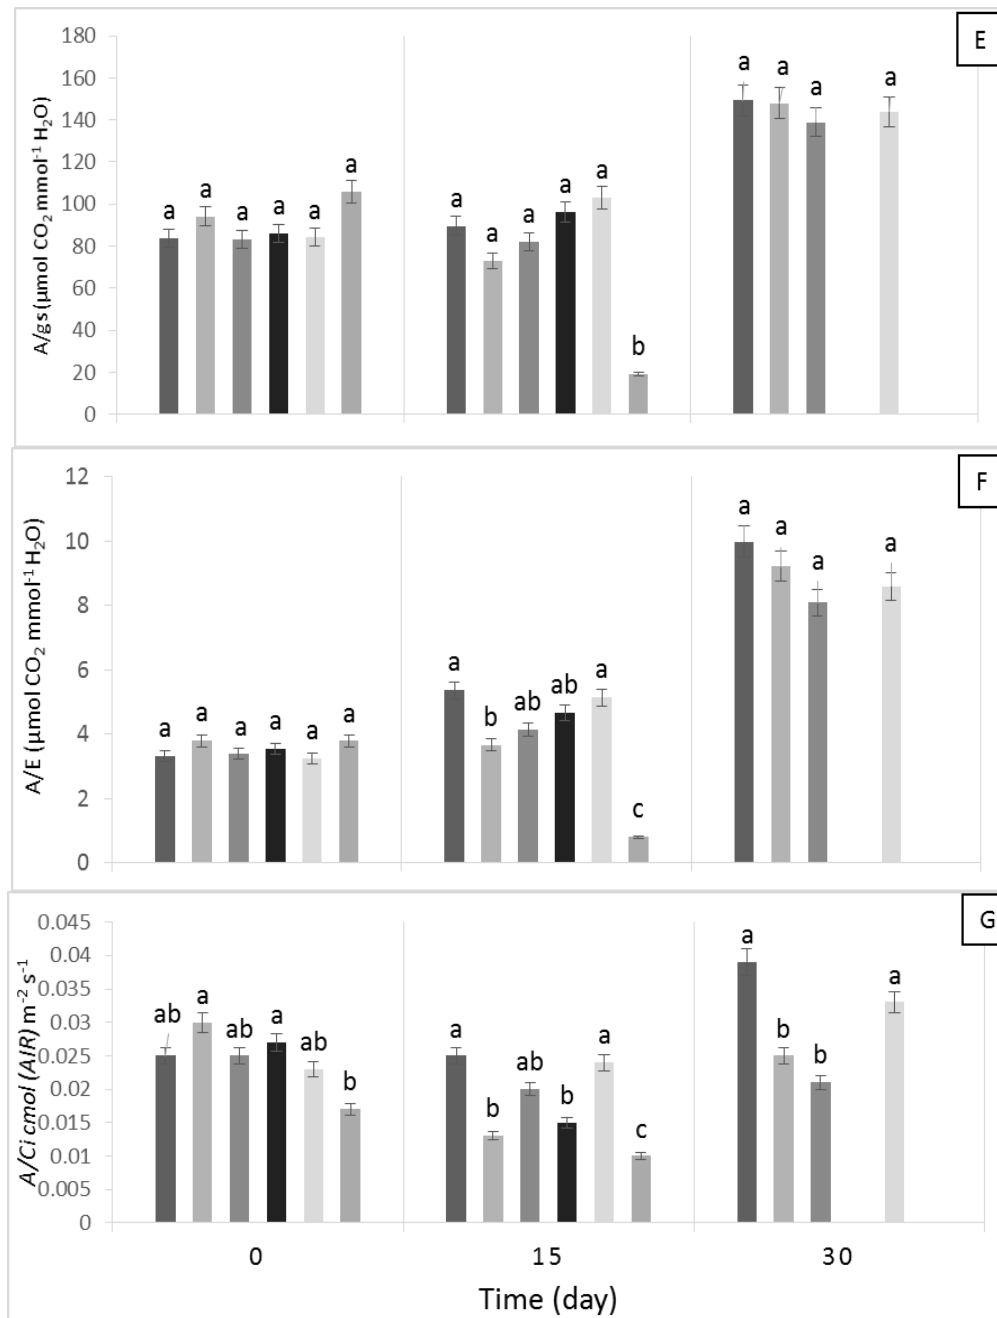 E
180
160
140
120
100
80
60
40
20
0
A/gs(µmol CO₂ mmol⁻¹ H₂O)
a a a a a a
a a a a a b
a a a a
F
12
10
8
6
4
2
0
A/E (µmol CO₂ mmol⁻¹ H₂O)
a a a a a a
a b ab ab a c
a a a a
G
0.045
0.04
0.035
0.03
0.025
0.02
0.015
0.01
0.005
0
A/Ci cmol (AIR) m⁻² s⁻¹
ab a ab a ab b
a b ab b a c
a b b a
0 15 30
Time (day)